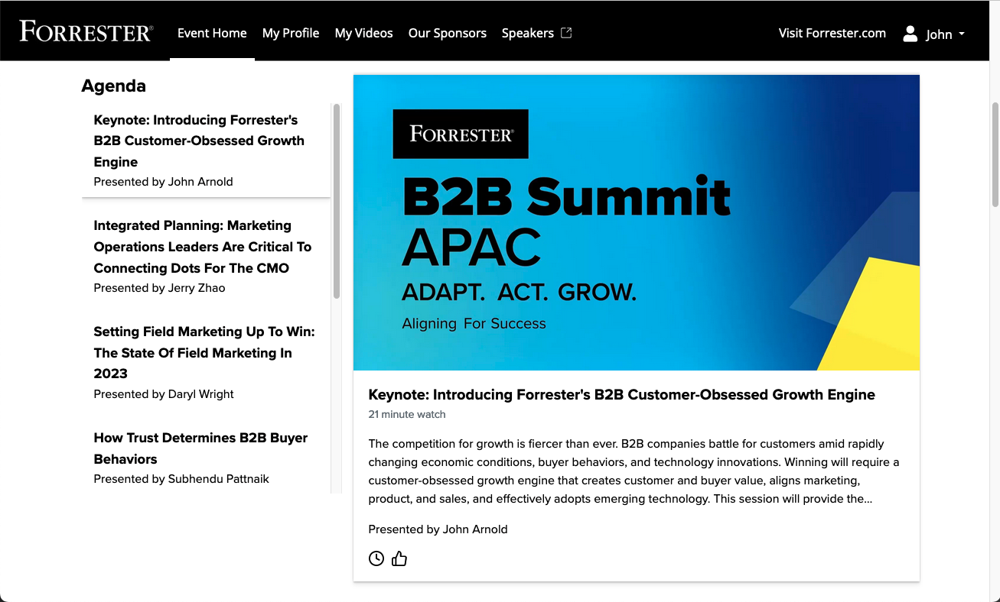 FORRESTER®
Event Home
My Profile
My Videos
Our Sponsors
Speakers
Visit Forrester.com
John
Agenda
Keynote: Introducing Forrester's
B2B Customer-Obsessed Growth
Engine
Presented by John Arnold
Integrated Planning: Marketing
Operations Leaders Are Critical To
Connecting Dots For The CMO
Presented by Jerry Zhao
Setting Field Marketing Up To Win:
The State Of Field Marketing In
2023
Presented by Daryl Wright
How Trust Determines B2B Buyer
Behaviors
Presented by Subhendu Pattnaik
FORRESTER®
B2B Summit
APAC
ADAPT. ACT. GROW.
Aligning For Success
Keynote: Introducing Forrester's B2B Customer-Obsessed Growth Engine
21 minute watch
The competition for growth is fiercer than ever. B2B companies battle for customers amid rapidly
changing economic conditions, buyer behaviors, and technology innovations. Winning will require a
customer-obsessed growth engine that creates customer and buyer value, aligns marketing,
product, and sales, and effectively adopts emerging technology. This session will provide the...
Presented by John Arnold